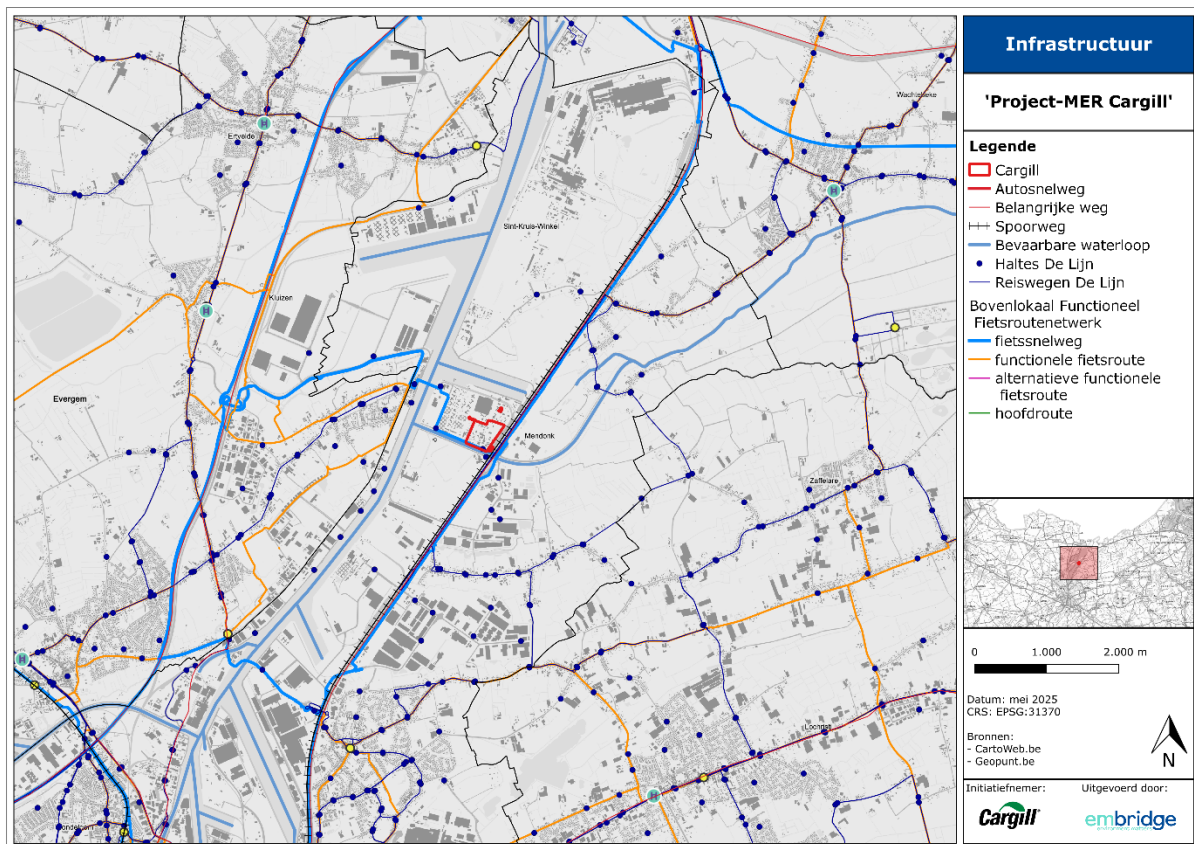 Ertvelde
Wachtebeke
Sint-Kruis-Winkel
Kluizen
Evergem
Mendonk
Zaffelare
Lochristi
Infrastructuur
'Project-MER Cargill'
Legende
Cargill
Autosnelweg
Belangrijke weg
Spoorweg
Bevaarbare waterloop
Haltes De Lijn
Reiswegen De Lijn
Bovenlokaal Functioneel
Fietsroutenetwerk
fietssnelweg
functionele fietsroute
alternatieve functionele
fietsroute
hoofdroute
0 1.000 2.000 m
Datum: mei 2025
CRS: EPSG:31370
Bronnen:
- CartoWeb.be
- Geopunt.be
N
Initiatiefnemer: Uitgevoerd door:
Cargill embridge